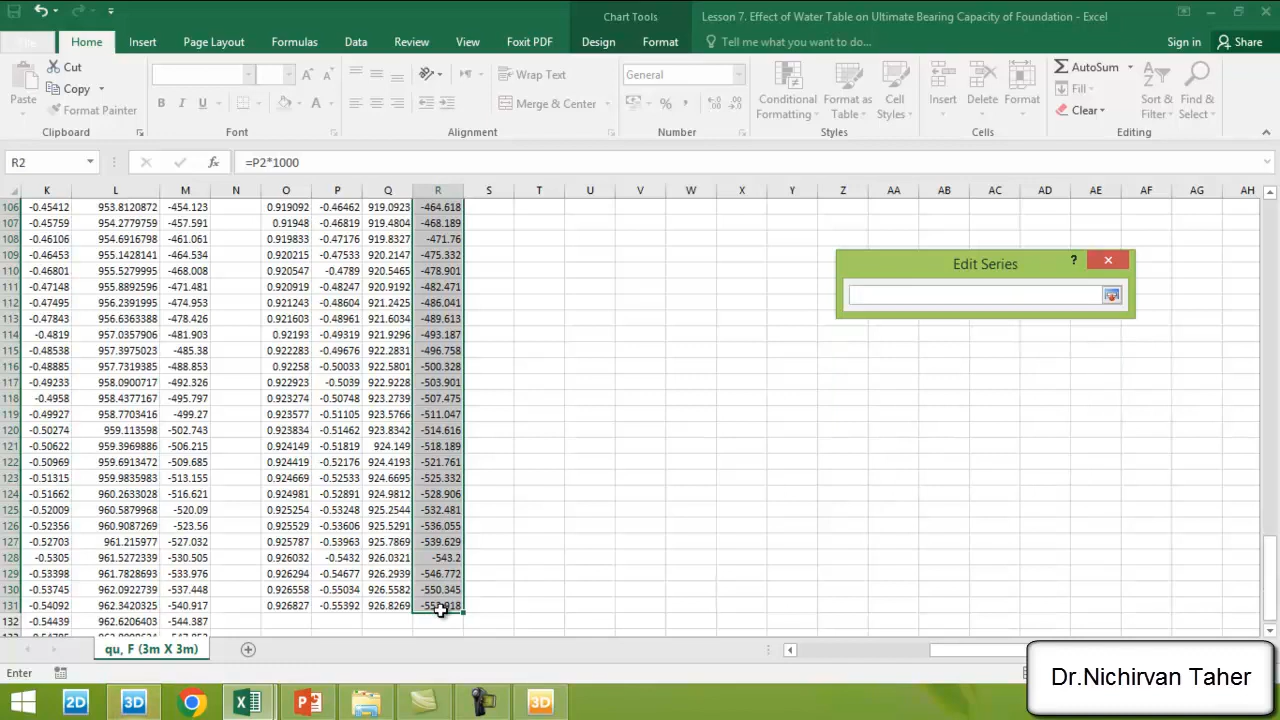 Chart Tools
Lesson 7. Effect of Water Table on Ultimate Bearing Capacity of Foundation - Excel
Home Insert Page Layout Formulas Data Review View Foxit PDF Design Format Tell me what you want to do... Sign in Share
Paste Cut Copy Format Painter
B I U
Wrap Text Merge & Center
General
Conditional Formatting Format as Table Cell Styles
Insert Delete Format
AutoSum Fill Clear
Sort & Filter Find & Select
Clipboard Font Alignment Number Styles Cells Editing
R2 fx =P2*1000
K L M N O P Q R S T U V W X Y Z AA AB AC AD AE AF AG AH
106 -0.45412 953.8120872 -454.123 0.919092 -0.46462 919.0923 -464.618
107 -0.45759 954.2779759 -457.591 0.91948 -0.46819 919.4804 -468.189
108 -0.46106 954.6916798 -461.061 0.919833 -0.47176 919.8327 -471.76
109 -0.46453 955.1428141 -464.534 0.920215 -0.47533 920.2147 -475.332
110 -0.46801 955.5279995 -468.008 0.920547 -0.4789 920.5465 -478.901
111 -0.47148 955.8892596 -471.481 0.920919 -0.48247 920.9192 -482.471
112 -0.47495 956.2391995 -474.953 0.921243 -0.48604 921.2425 -486.041
113 -0.47843 956.6363388 -478.426 0.921603 -0.48961 921.6034 -489.613
114 -0.4819 957.0357906 -481.903 0.92193 -0.49319 921.9296 -493.187
115 -0.48538 957.3975023 -485.38 0.922283 -0.49676 922.2831 -496.758
116 -0.48885 957.7319385 -488.853 0.92258 -0.50033 922.5801 -500.328
117 -0.49233 958.0900717 -492.326 0.922923 -0.5039 922.9228 -503.901
118 -0.4958 958.4377167 -495.797 0.923274 -0.50748 923.2739 -507.475
119 -0.49927 958.7703416 -499.27 0.923577 -0.51105 923.5766 -511.047
120 -0.50274 959.113598 -502.743 0.923834 -0.51462 923.8342 -514.616
121 -0.50622 959.3969886 -506.215 0.924149 -0.51819 924.149 -518.189
122 -0.50969 959.6913472 -509.685 0.924419 -0.52176 924.4193 -521.761
123 -0.51315 959.9835983 -513.155 0.924669 -0.52533 924.6695 -525.332
124 -0.51662 960.2633028 -516.621 0.924981 -0.52891 924.9812 -528.906
125 -0.52009 960.5879968 -520.09 0.925254 -0.53248 925.2544 -532.481
126 -0.52356 960.9087269 -523.56 0.925529 -0.53606 925.5291 -536.055
127 -0.52703 961.215977 -527.032 0.925787 -0.53963 925.7869 -539.629
128 -0.5305 961.5272339 -530.505 0.926032 -0.5432 926.0321 -543.2
129 -0.53398 961.7828693 -533.976 0.926294 -0.54677 926.2939 -546.772
130 -0.53745 962.0922739 -537.448 0.926558 -0.55034 926.5582 -550.345
131 -0.54092 962.3420325 -540.917 0.926827 -0.55392 926.8269
132 -0.54439 962.6206403 -544.387
Edit Series ?
qu, F (3m X 3m)
Enter
2D 3D 3D
Dr.Nichirvan Taher